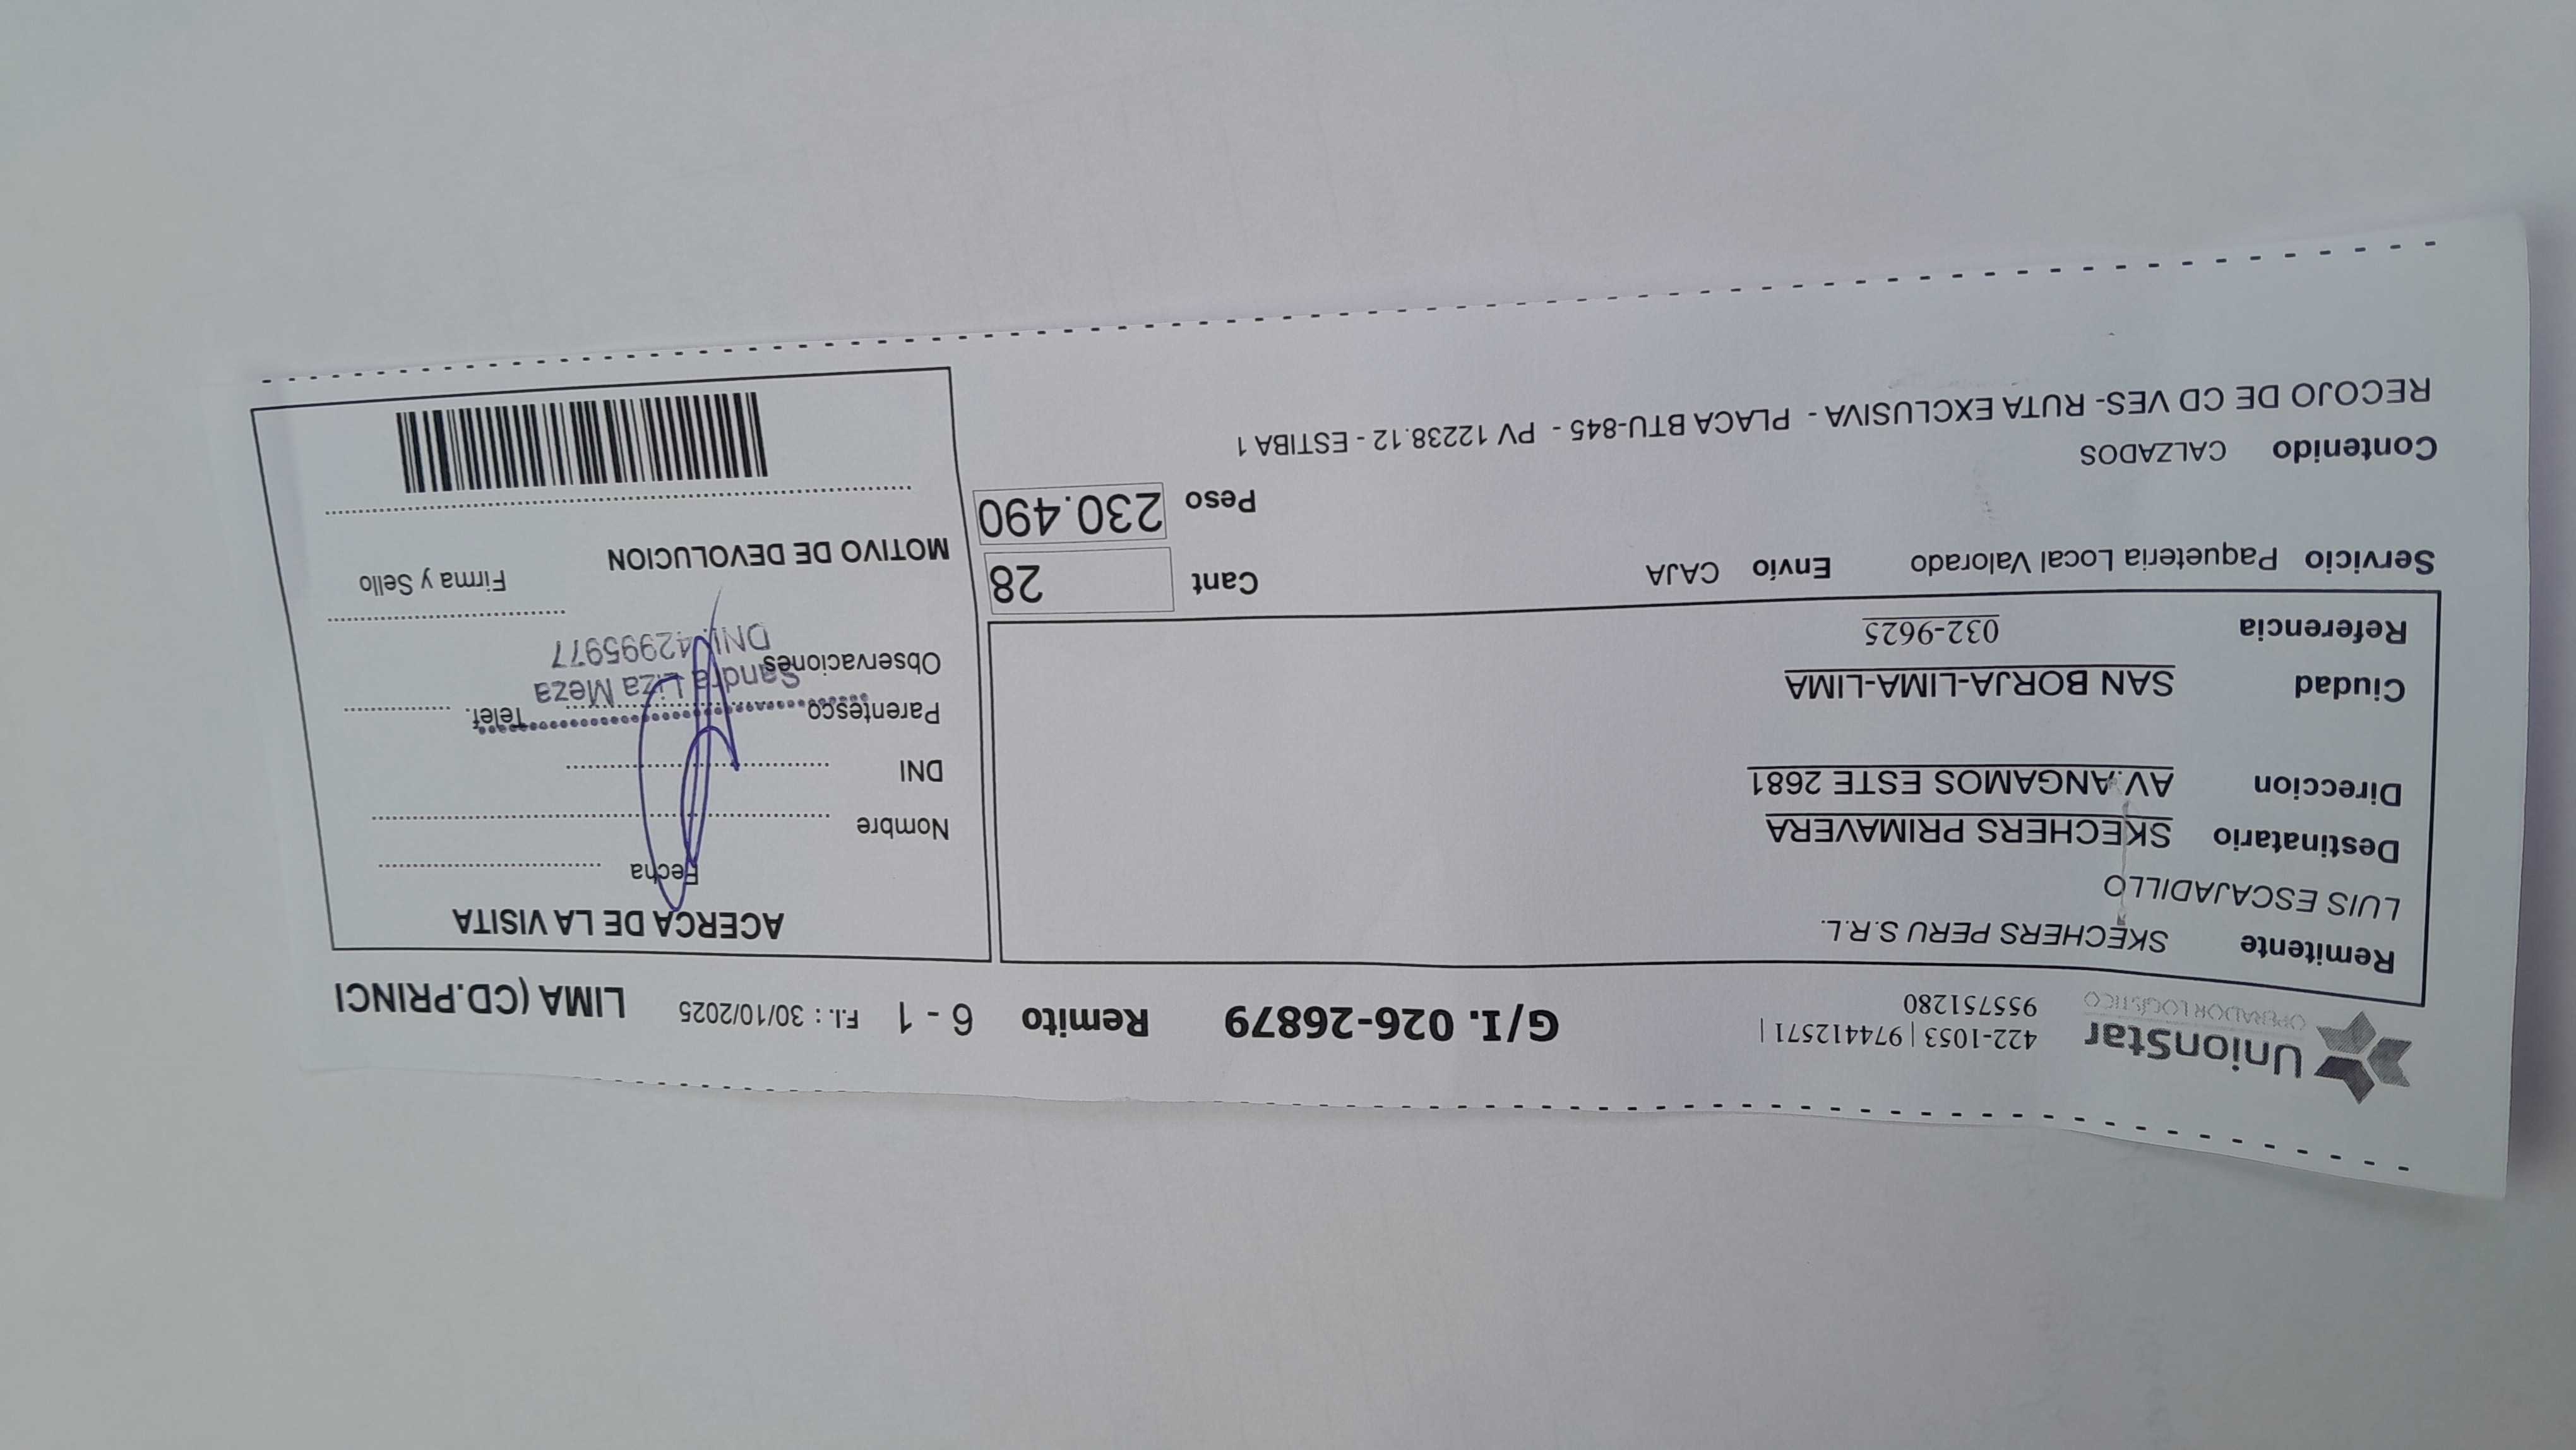 UnionStar
OPERADOR LOGISTICO
422-1053 | 974412571 |
955751280
G/I. 026-26879
Remito 6 - 1 F.I. : 30/10/2025 LIMA (CD.PRINCI
Remitente SKECHERS PERU S.R.L.
LUIS ESCAJADILLO
Destinatario SKECHERS PRIMAVERA
Direccion AV.ANGAMOS ESTE 2681
Ciudad SAN BORJA-LIMA-LIMA
Referencia 032-9625
Servicio Paqueteria Local Valorado Envío CAJA
Cant 28
Peso 230.490
Contenido CALZADOS
RECOJO DE CD VES- RUTA EXCLUSIVA - PLACA BTU-845 - PV 12238.12 - ESTIBA 1
ACERCA DE LA VISITA
Fecha
Nombre
DNI
Parentesco Telef.
Observaciones
Sandra Liza Meza
DNI. 42995977
Firma y Sello
MOTIVO DE DEVOLUCION